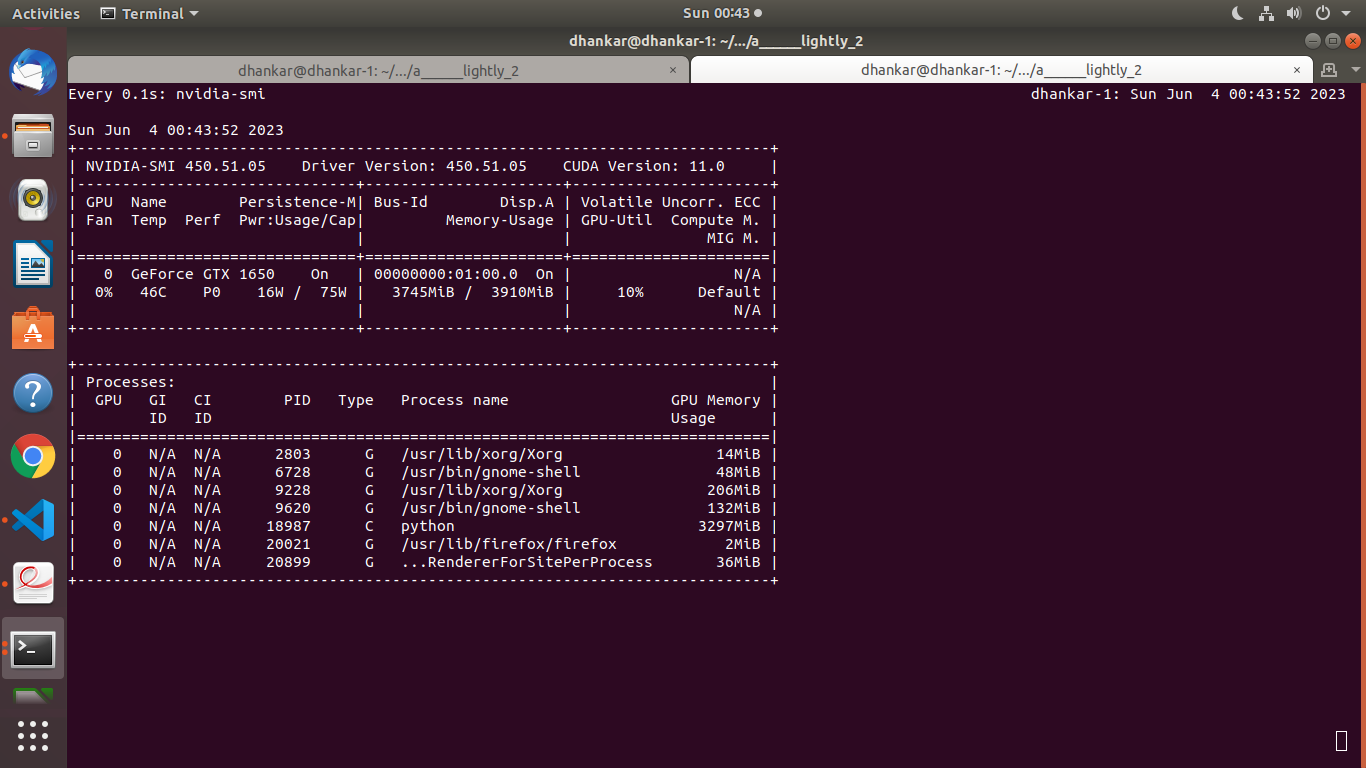 Activities Terminal Sun 00:43
dhankar@dhankar-1: ~/.../a______lightly_2
dhankar@dhankar-1: ~/.../a______lightly_2 × dhankar@dhankar-1: ~/.../a______lightly_2 ×
Every 0.1s: nvidia-smi dhankar-1: Sun Jun  4 00:43:52 2023
Sun Jun  4 00:43:52 2023
+-----------------------------------------------------------------------------+
| NVIDIA-SMI 450.51.05    Driver Version: 450.51.05    CUDA Version: 11.0     |
|-------------------------------+----------------------+----------------------+
| GPU  Name        Persistence-M| Bus-Id        Disp.A | Volatile Uncorr. ECC |
| Fan  Temp  Perf  Pwr:Usage/Cap|         Memory-Usage | GPU-Util  Compute M. |
|                               |                      |               MIG M. |
|===============================+======================+======================|
|   0  GeForce GTX 1650    On   | 00000000:01:00.0  On |                  N/A |
|  0%   46C    P0    16W /  75W |   3745MiB /  3910MiB |     10%      Default |
|                               |                      |                  N/A |
+-------------------------------+----------------------+----------------------+
+-----------------------------------------------------------------------------+
| Processes:                                                                  |
|  GPU   GI   CI        PID   Type   Process name                  GPU Memory |
|        ID   ID                                                   Usage      |
|=============================================================================|
|    0   N/A  N/A      2803      G   /usr/lib/xorg/Xorg                 14MiB |
|    0   N/A  N/A      6728      G   /usr/bin/gnome-shell               48MiB |
|    0   N/A  N/A      9228      G   /usr/lib/xorg/Xorg                206MiB |
|    0   N/A  N/A      9620      G   /usr/bin/gnome-shell              132MiB |
|    0   N/A  N/A     18987      C   python                           3297MiB |
|    0   N/A  N/A     20021      G   /usr/lib/firefox/firefox            2MiB |
|    0   N/A  N/A     20899      G   ...RendererForSitePerProcess       36MiB |
+-----------------------------------------------------------------------------+